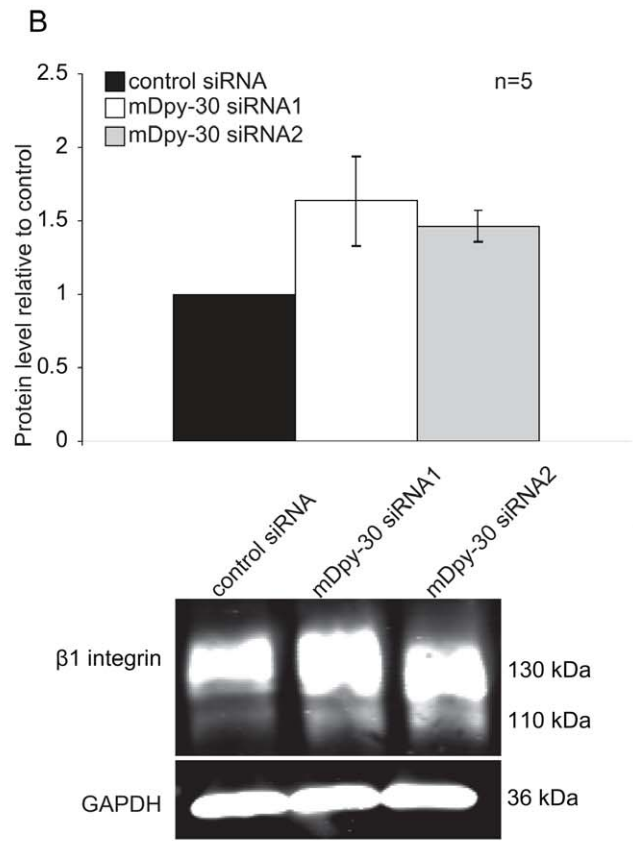 B
2.5
2
1.5
1
0.5
0
Protein level relative to control
control siRNA
mDpy-30 siRNA1
mDpy-30 siRNA2
n=5
control siRNA
mDpy-30 siRNA1
mDpy-30 siRNA2
β1 integrin
130 kDa
110 kDa
GAPDH
36 kDa